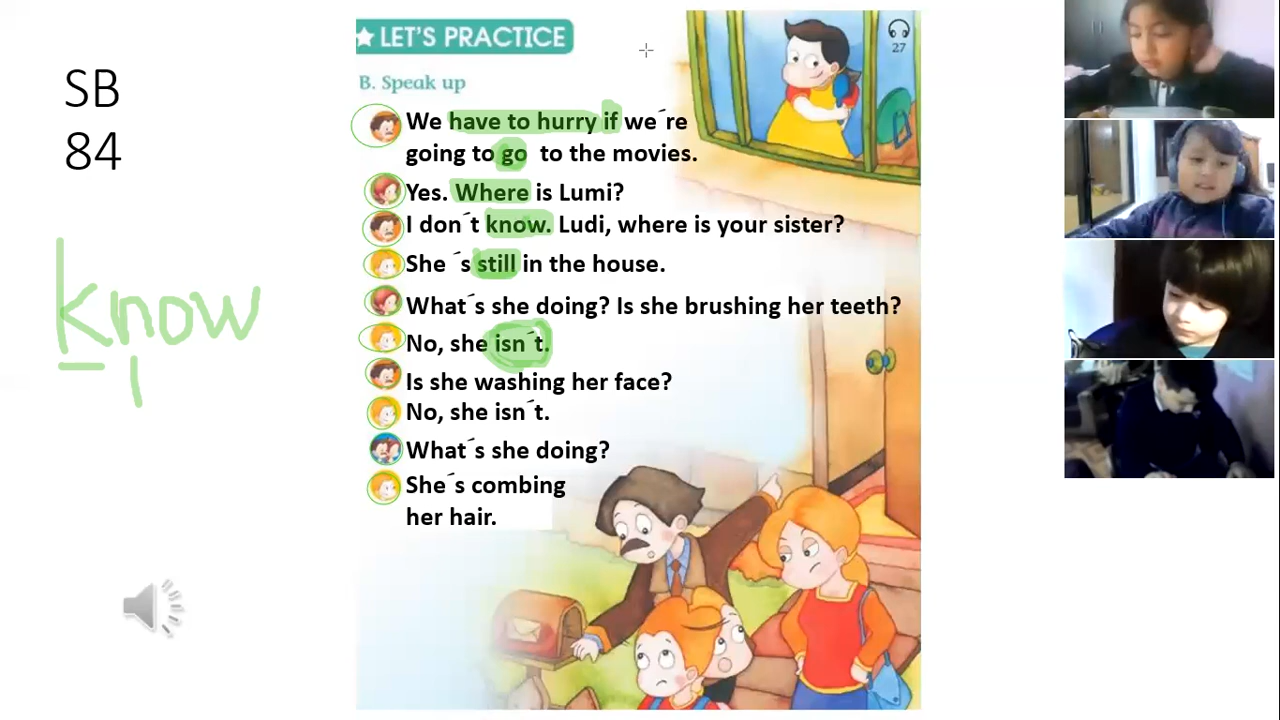 SB
84
know
LET'S PRACTICE
27
B. Speak up
We have to hurry if we´re
going to go to the movies.
Yes. Where is Lumi?
I don´t know. Ludi, where is your sister?
She ´s still in the house.
What´s she doing? Is she brushing her teeth?
No, she isn´t.
Is she washing her face?
No, she isn´t.
What´s she doing?
She´s combing
her hair.